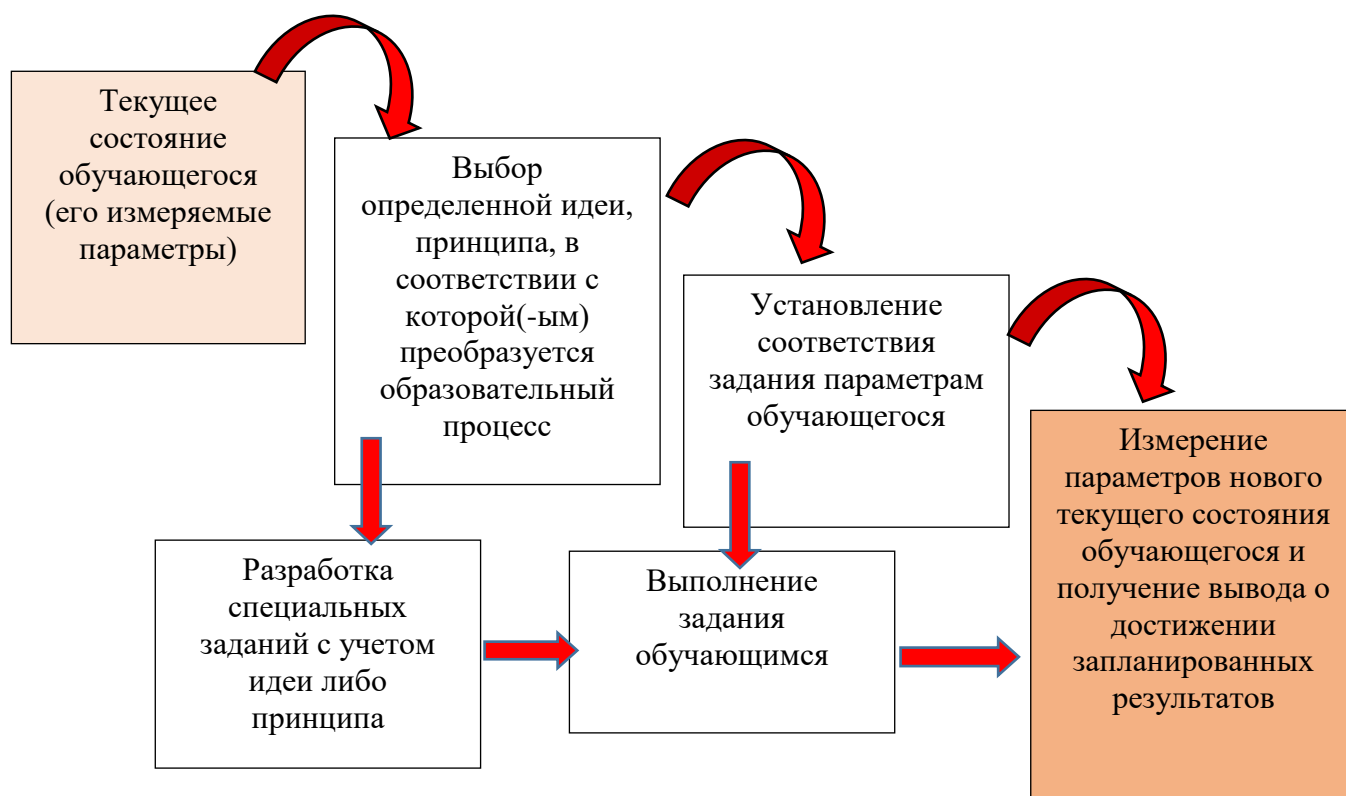 Текущее
состояние
обучающегося
(его измеряемые
параметры)
Выбор
определенной идеи,
принципа, в
соответствии с
которой(-ым)
преобразуется
образовательный
процесс
Установление
соответствия
задания параметрам
обучающегося
Измерение
параметров нового
текущего состояния
обучающегося и
получение вывода о
достижении
запланированных
результатов
Разработка
специальных
заданий с учетом
идеи либо
принципа
Выполнение
задания
обучающимся